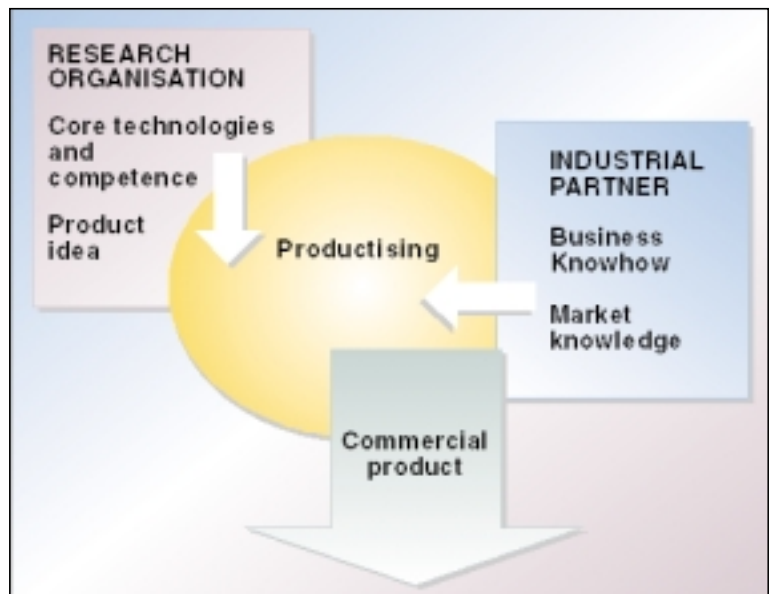 RESEARCH
ORGANISATION
Core technologies
and
competence
Product
idea
Productising
INDUSTRIAL
PARTNER
Business
Knowhow
Market
knowledge
Commercial
product